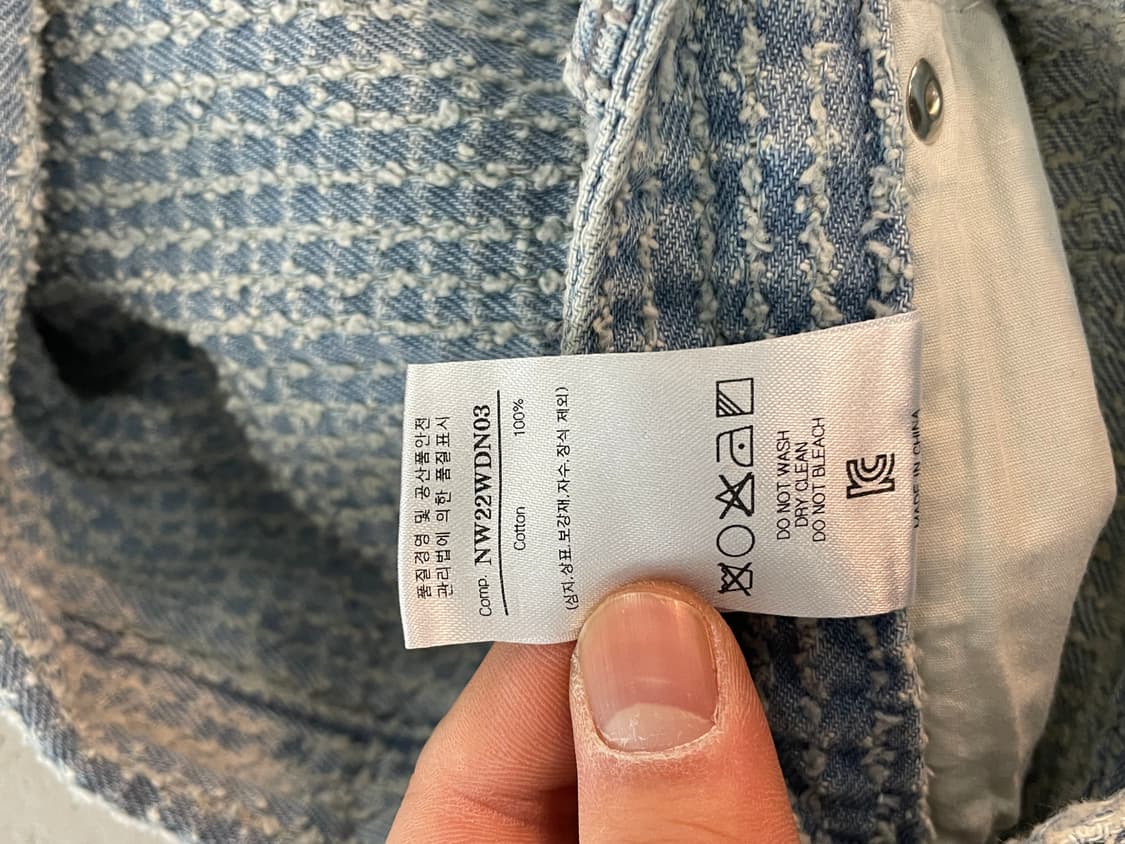 품질경영 및 공산품안전
관리법에 의한 품질표시
Comp. NW22WDN03
Cotton 100%
(심지.상표.보강재.자수.장식 제외)
DO NOT WASH
DRY CLEAN
DO NOT BLEACH
MADE IN CHINA